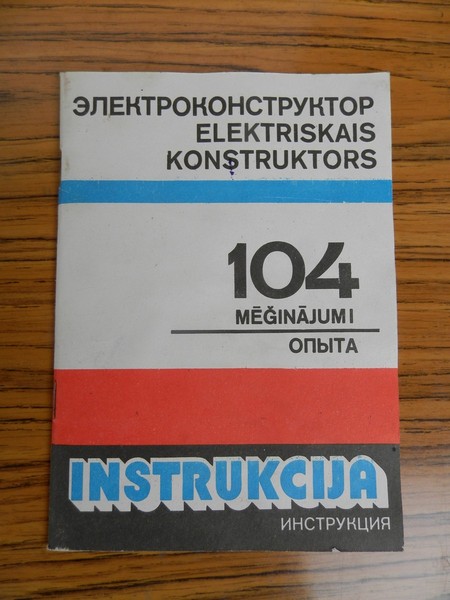 ЭЛЕКТРОКОНСТРУКТОР
ELEKTRISKAIS
KONSTRUKTORS
104
MĒĢINĀJUMI
ОПЫТА
INSTRUKCIJA
ИНСТРУКЦИЯ